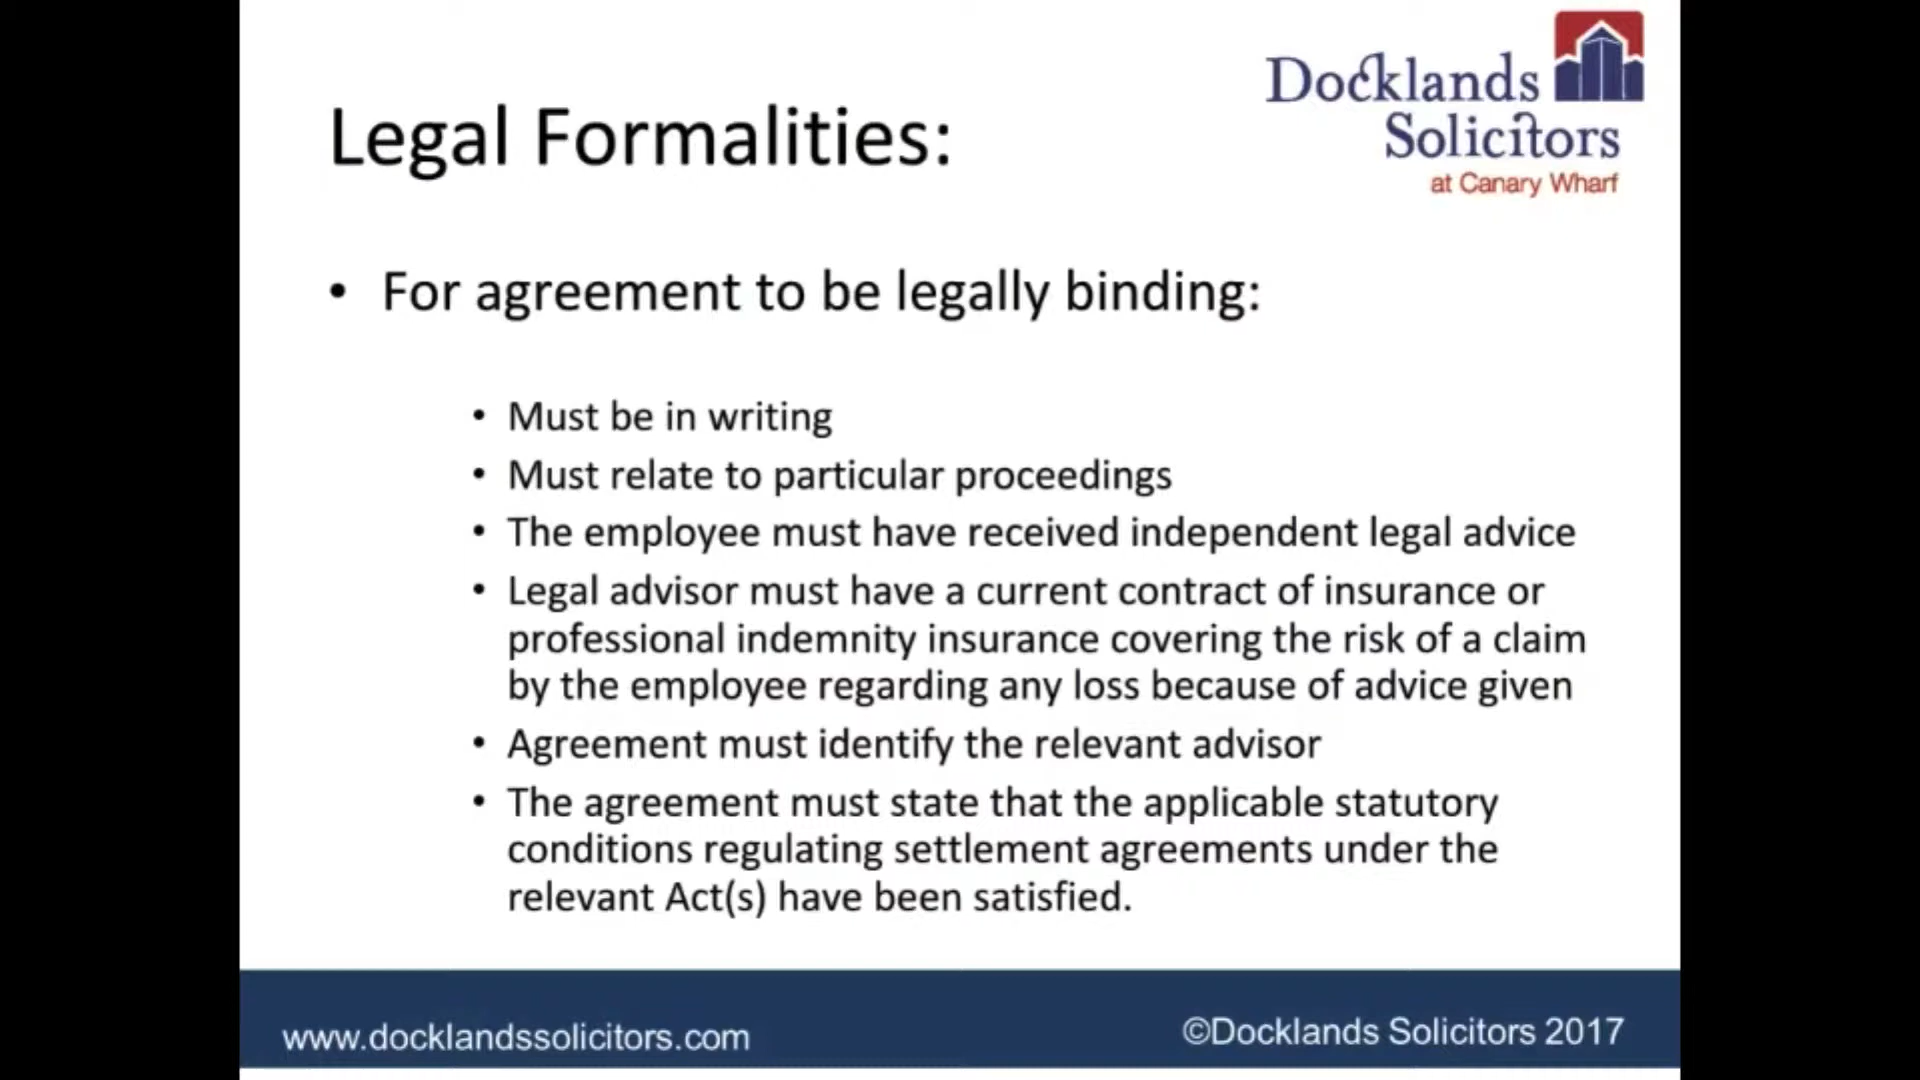 Docklands
Solicitors
at Canary Wharf
Legal Formalities:
• For agreement to be legally binding:
• Must be in writing
• Must relate to particular proceedings
• The employee must have received independent legal advice
• Legal advisor must have a current contract of insurance or
professional indemnity insurance covering the risk of a claim
by the employee regarding any loss because of advice given
• Agreement must identify the relevant advisor
• The agreement must state that the applicable statutory
conditions regulating settlement agreements under the
relevant Act(s) have been satisfied.
www.docklandssolicitors.com
©Docklands Solicitors 2017